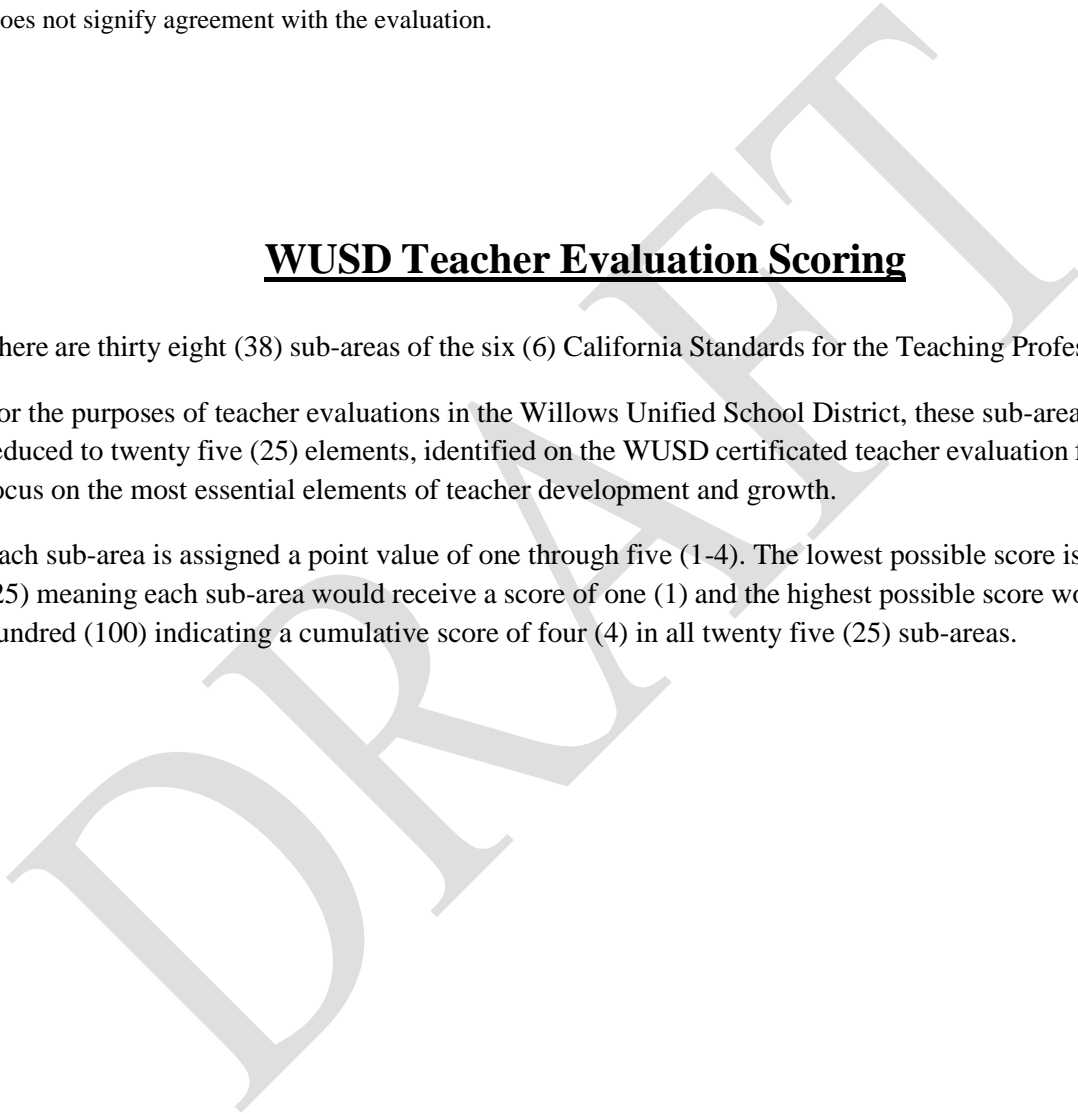 oes not signify agreement with the evaluation.
WUSD Teacher Evaluation Scoring
here are thirty eight (38) sub-areas of the six (6) California Standards for the Teaching Profes
or the purposes of teacher evaluations in the Willows Unified School District, these sub-area
educed to twenty five (25) elements, identified on the WUSD certificated teacher evaluation f
ocus on the most essential elements of teacher development and growth.
ach sub-area is assigned a point value of one through five (1-4). The lowest possible score is
25) meaning each sub-area would receive a score of one (1) and the highest possible score wo
undred (100) indicating a cumulative score of four (4) in all twenty five (25) sub-areas.
DRAFT